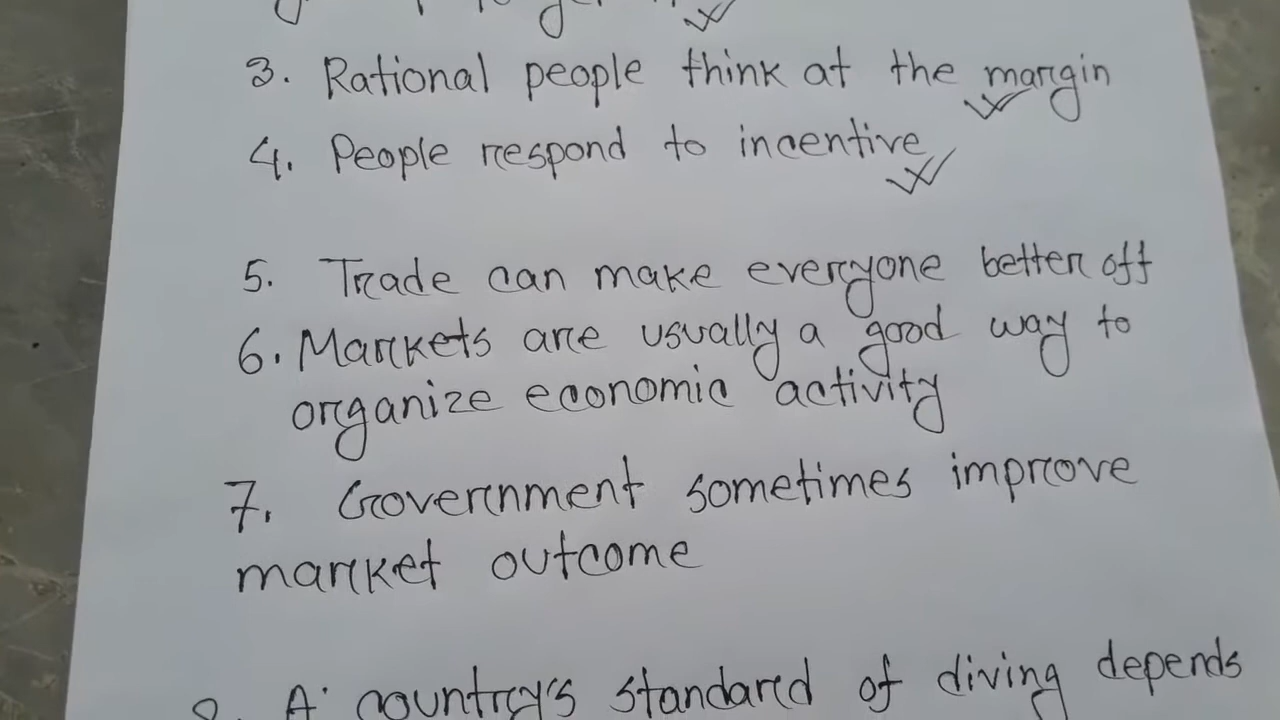 3. Rational people think at the margin
4. People respond to incentive
5. Trade can make everyone better off
6. Markets are usually a good way to
organize economic activity
7. Government sometimes improve
market outcome
A country's standard of diving depends